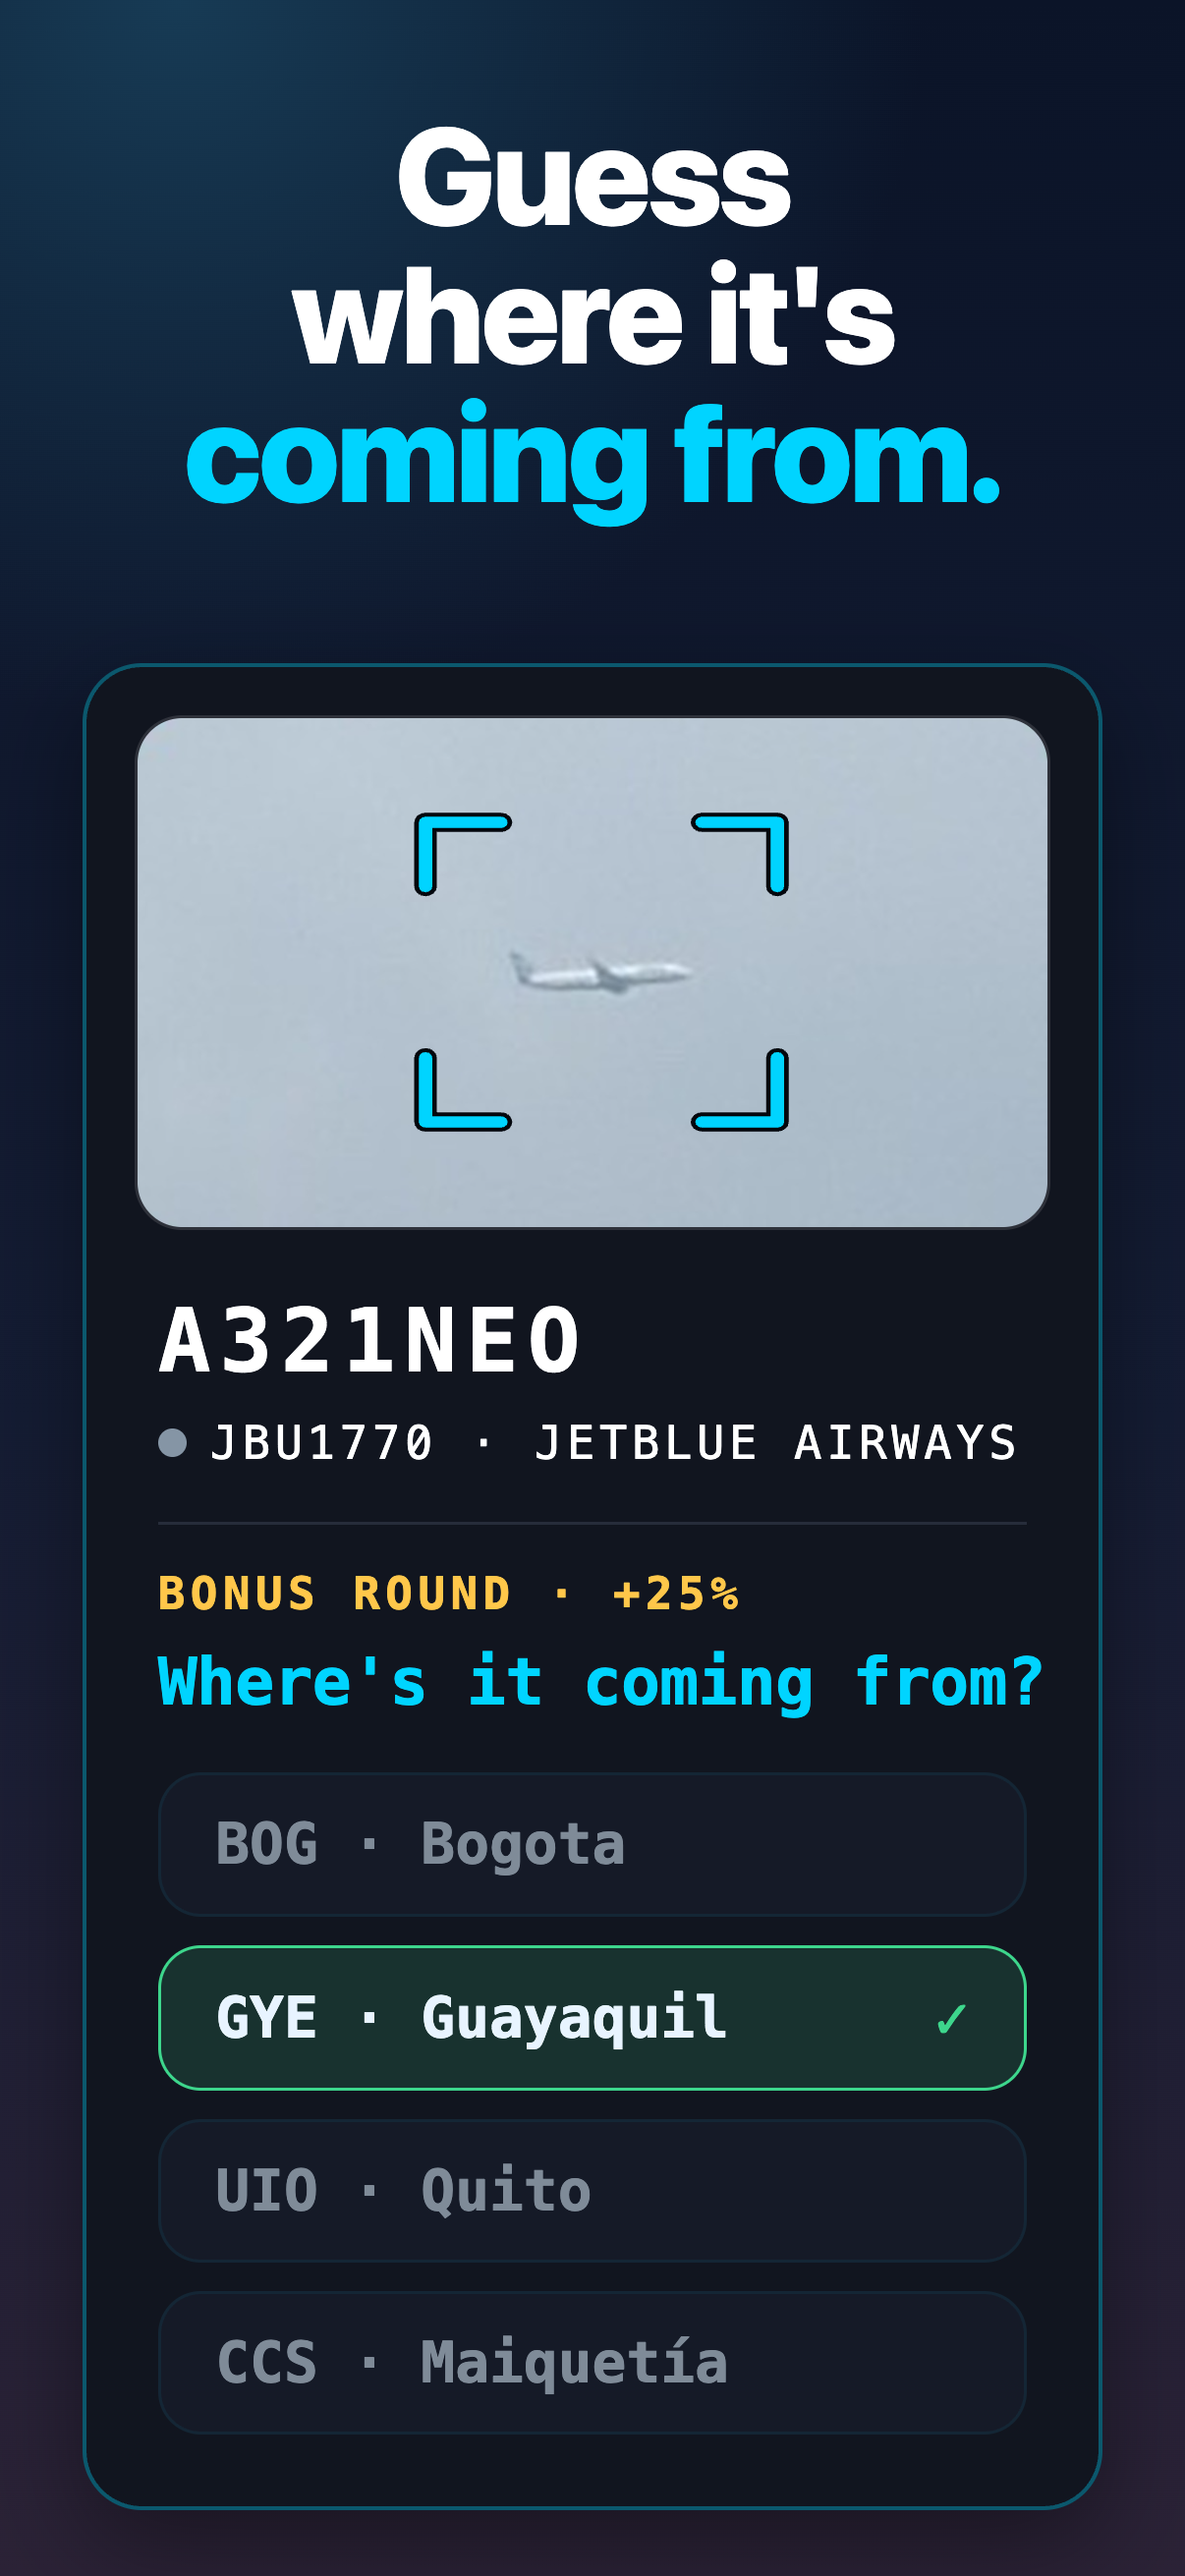 Guess
where it's
coming from.
A321NEO
JBU1770 · JETBLUE AIRWAYS
BONUS ROUND · +25%
Where's it coming from?
BOG · Bogota
GYE · Guayaquil ✓
UIO · Quito
CCS · Maiquetía